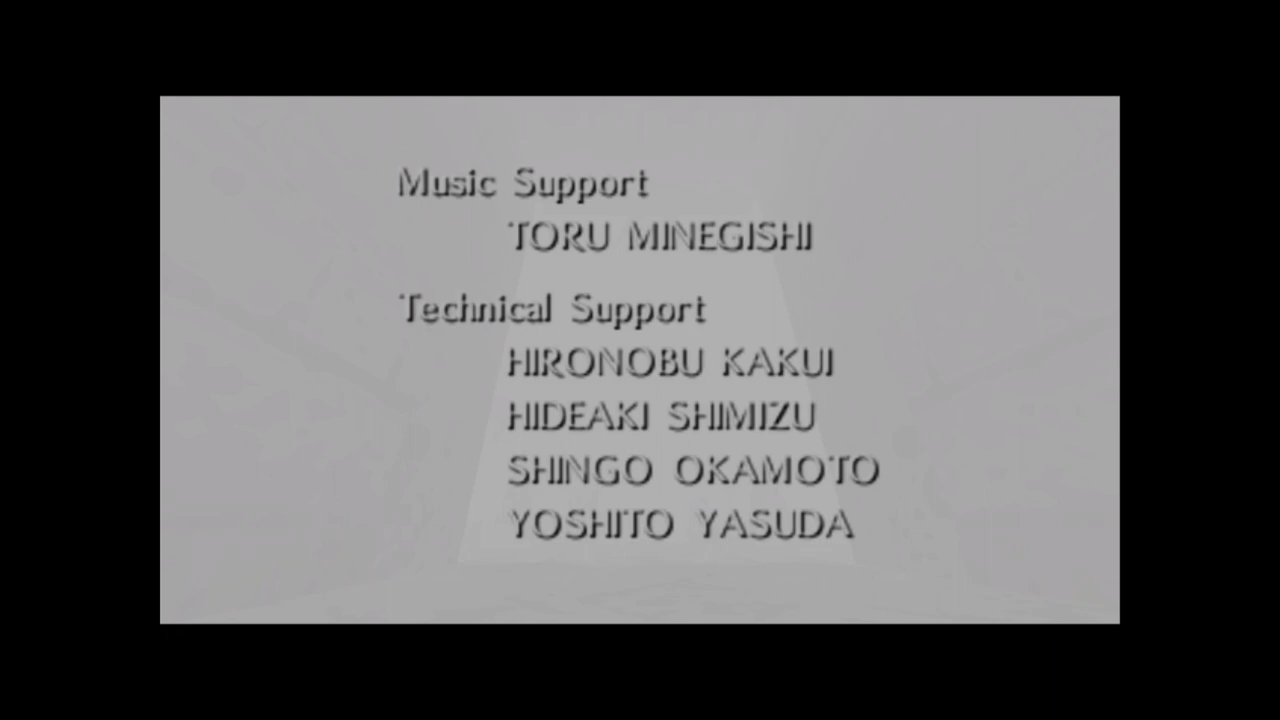 Music Support
TORU MINEGISHI
Technical Support
HIRONOBU KAKUI
HIDEAKI SHIMIZU
SHINGO OKAMOTO
YOSHITO YASUDA